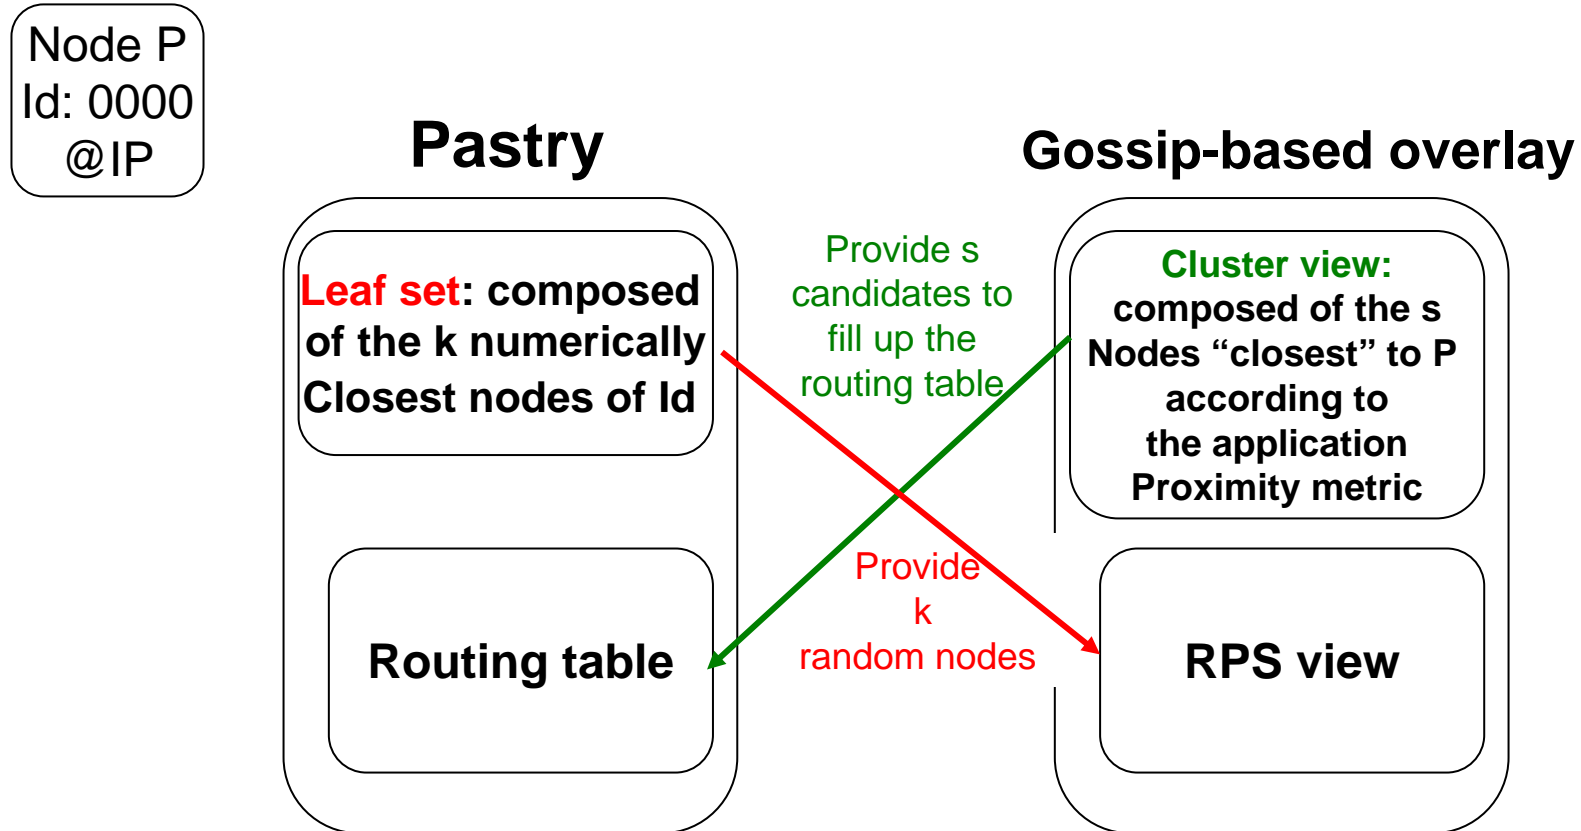 Node P
Id: 0000
@IP
Pastry
Gossip-based overlay
Leaf set: composed
of the k numerically
Closest nodes of Id
Provide s
candidates to
fill up the
routing table
Cluster view:
composed of the s
Nodes “closest” to P
according to
the application
Proximity metric
Routing table
Provide
k
random nodes
RPS view